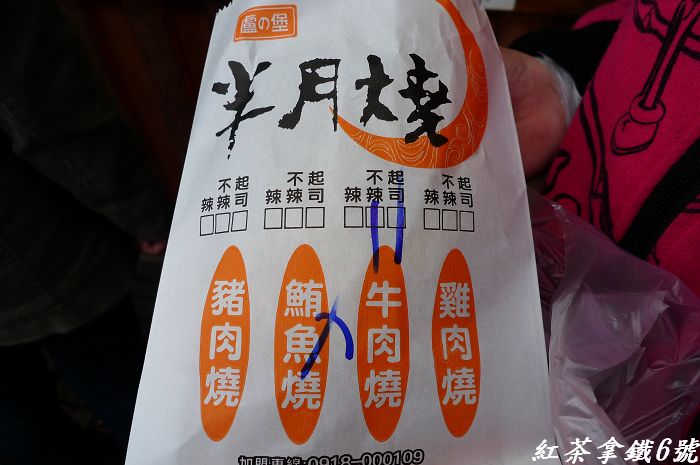 盧の堡
半月燒
辣 不辣 起司 辣 不辣 起司 辣 不辣 起司 辣 不辣 起司
豬肉燒 鮪魚燒 牛肉燒 雞肉燒
加盟專線:0918-000109
紅茶拿鐵6號